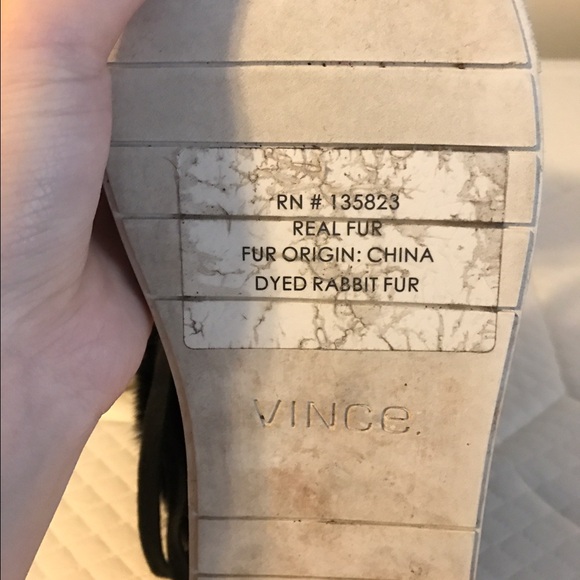 RN # 135823
REAL FUR
FUR ORIGIN: CHINA
DYED RABBIT FUR
VINCe.